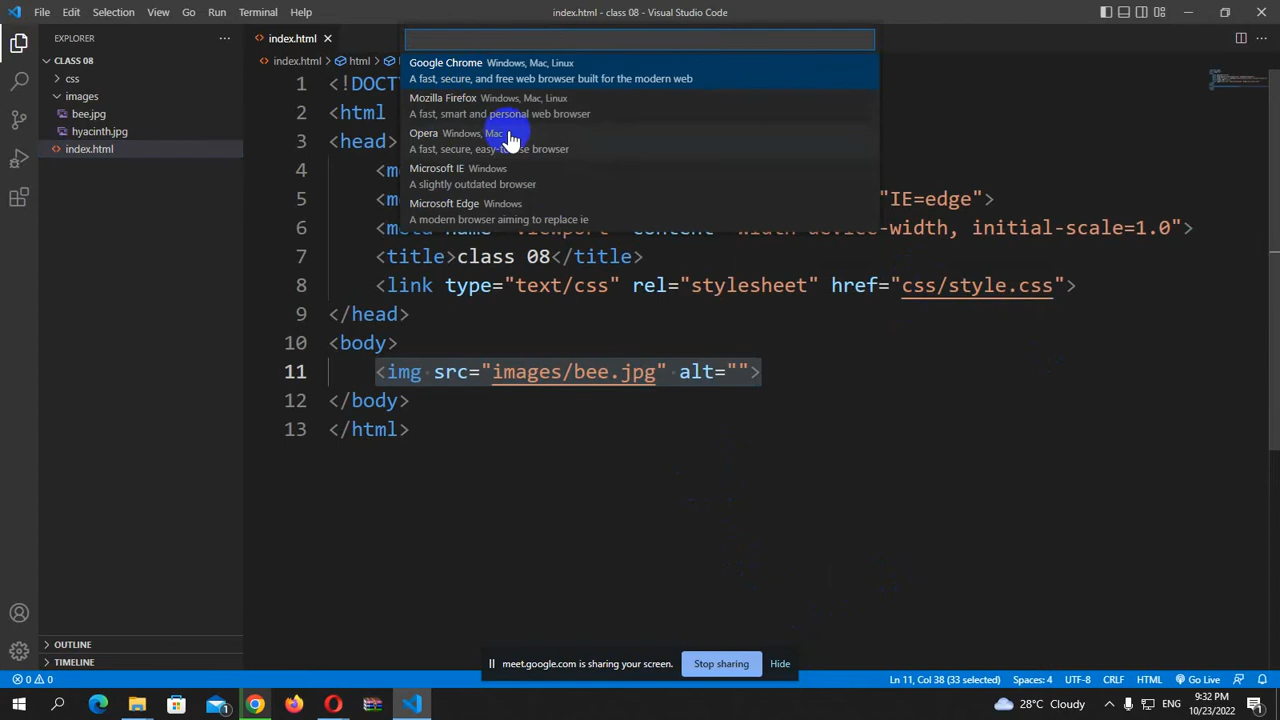 File Edit Selection View Go Run Terminal Help
index.html - class 08 - Visual Studio Code
EXPLORER
CLASS 08
css
images
bee.jpg
hyacinth.jpg
index.html
OUTLINE
TIMELINE
index.html
index.html > html >
Google Chrome Windows, Mac, Linux
A fast, secure, and free web browser built for the modern web
Mozilla Firefox Windows, Mac, Linux
A fast, smart and personal web browser
Opera Windows, Mac
A fast, secure, browser
Microsoft IE Windows
A slightly outdated browser
Microsoft Edge Windows
A modern browser aiming to replace ie
1 <!DOCT
2 <html
3 <head>
4 <m
5 <m "IE=edge">
6 <meta initial-scale=1.0">
7 <title>class 08</title>
8 <link type="text/css" rel="stylesheet" href="css/style.css">
9 </head>
10 <body>
11 <img src="images/bee.jpg" alt="">
12 </body>
13 </html>
meet.google.com is sharing your screen. Stop sharing Hide
0 0 Ln 11, Col 38 (33 selected) Spaces: 4 UTF-8 CRLF HTML Go Live
28°C Cloudy ENG
9:32 PM
10/23/2022